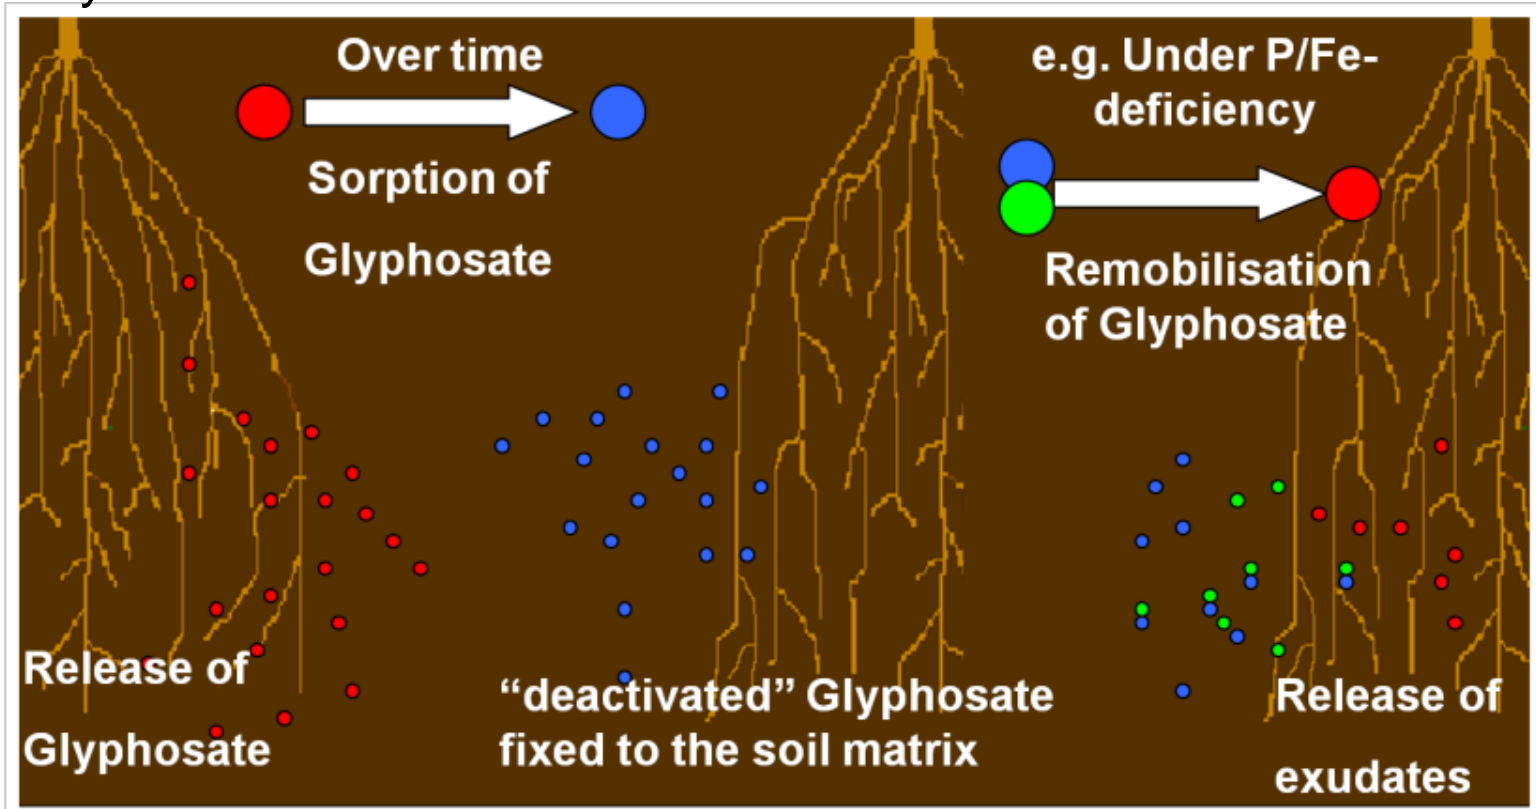 Over time
Sorption of
Glyphosate
e.g. Under P/Fe-
deficiency
Remobilisation
of Glyphosate
Release of
Glyphosate
“deactivated” Glyphosate
fixed to the soil matrix
Release of
exudates